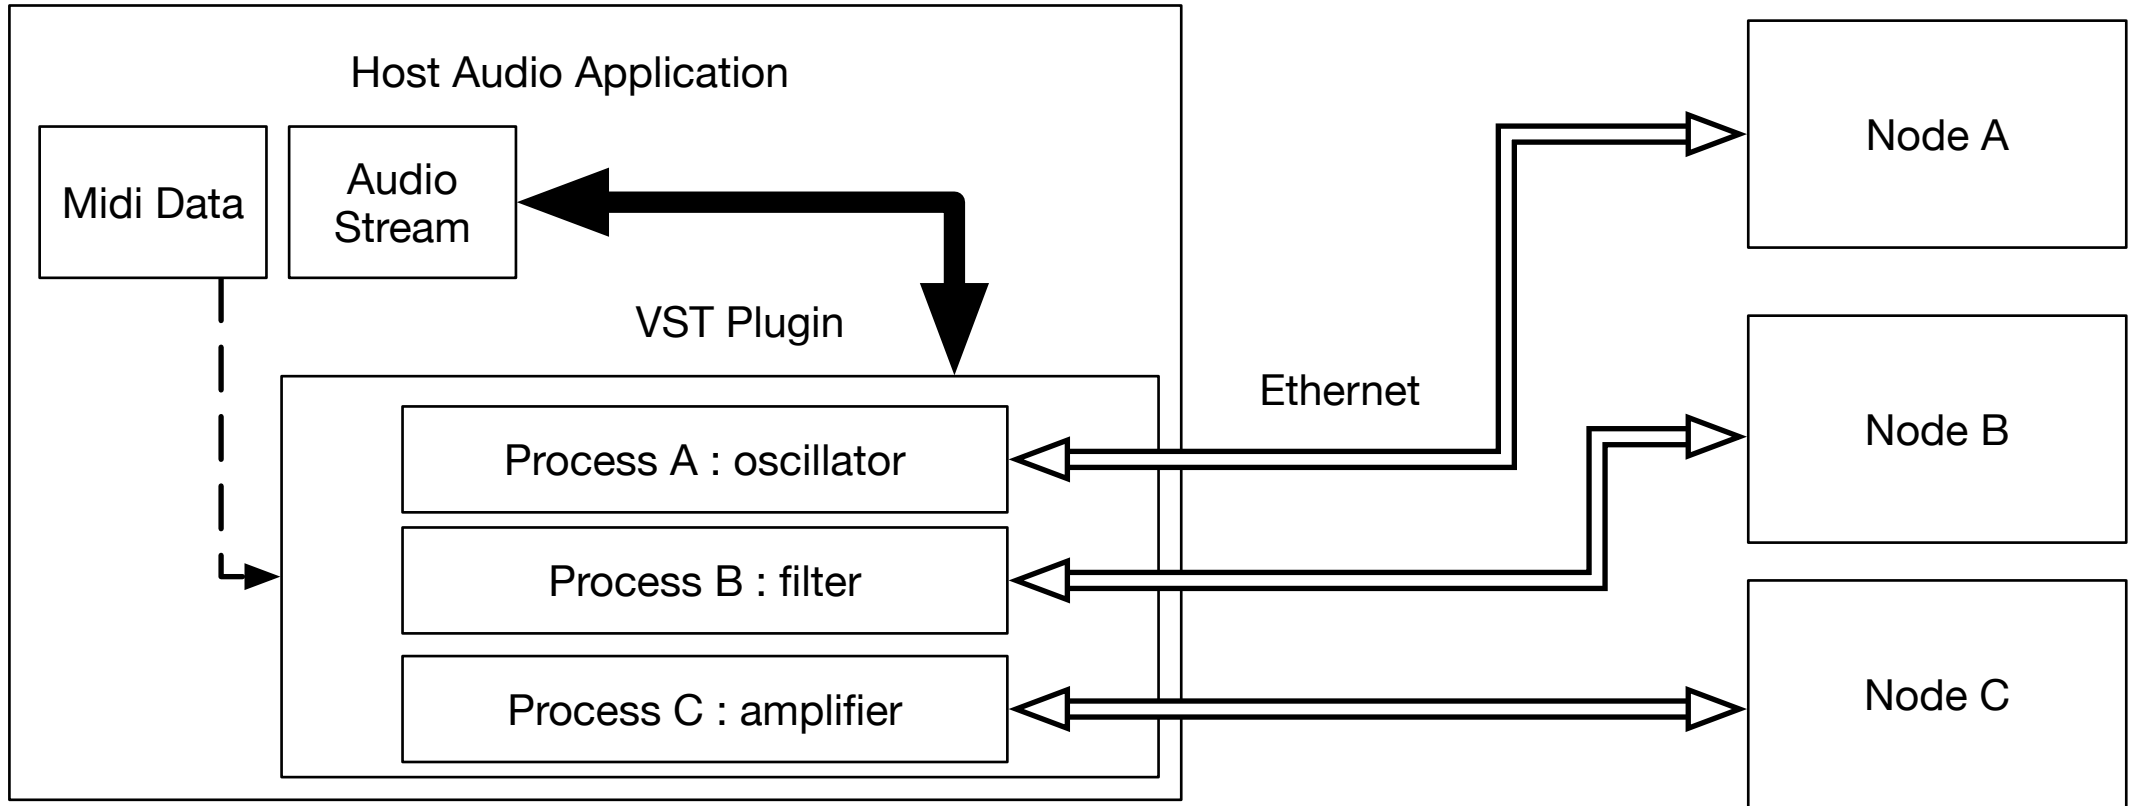 Host Audio Application
Midi Data
Audio
Stream
VST Plugin
Process A : oscillator
Process B : filter
Process C : amplifier
Ethernet
Node A
Node B
Node C